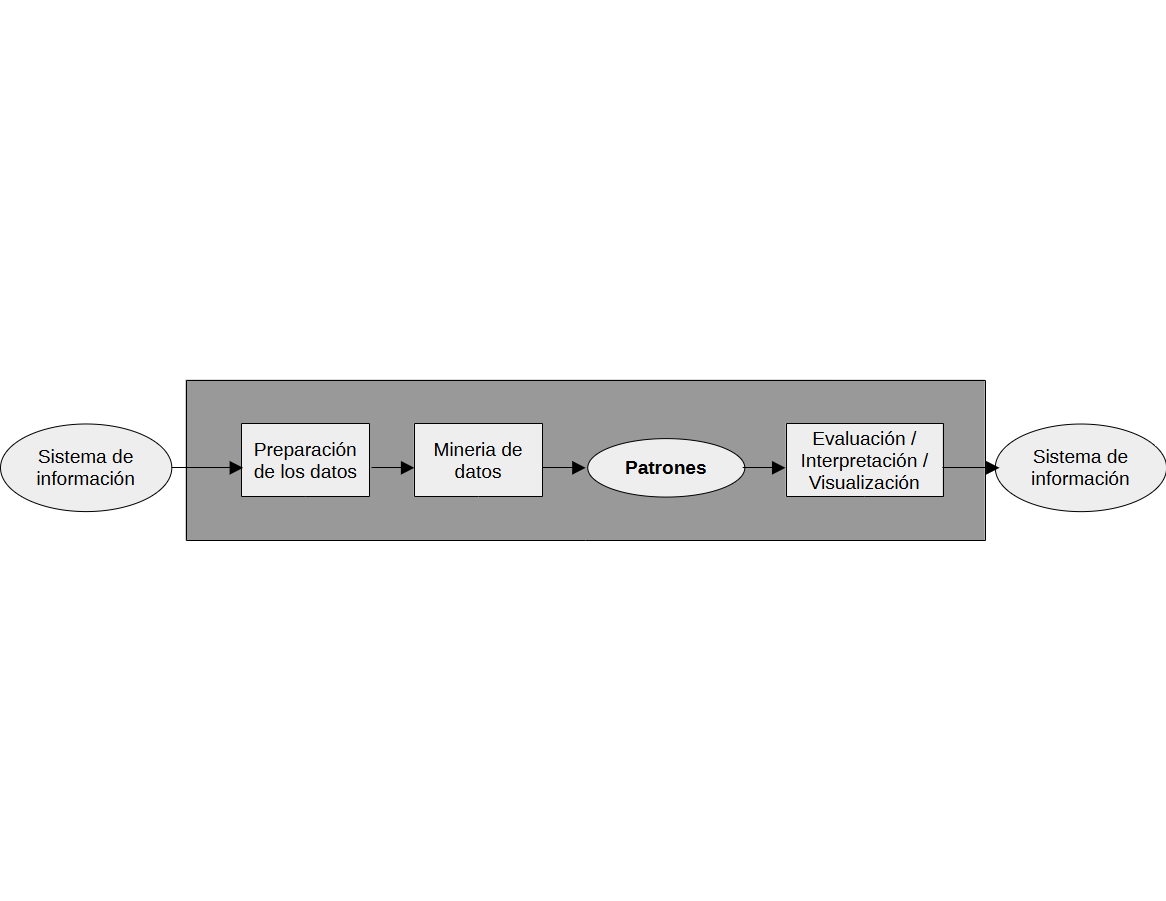 Sistema de
información
Preparación
de los datos
Mineria de
datos
Patrones
Evaluación /
Interpretación /
Visualización
Sistema de
información